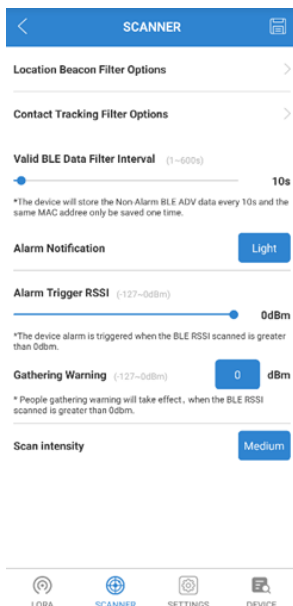 SCANNER
Location Beacon Filter Options
Contact Tracking Filter Options
Valid BLE Data Filter Interval (1~600s)
10s
*The device will store the Non-Alarm BLE ADV data every 10s and the
same MAC addree only be saved one time.
Alarm Notification Light
Alarm Trigger RSSI (-127~0dBm)
0dBm
*The device alarm is triggered when the BLE RSSI scanned is greater
than 0dbm.
Gathering Warning (-127~0dBm) 0 dBm
* People gathering warning will take effect, when the BLE RSSI
scanned is greater than 0dbm.
Scan intensity Medium
LORA SCANNER SETTINGS DEVICE